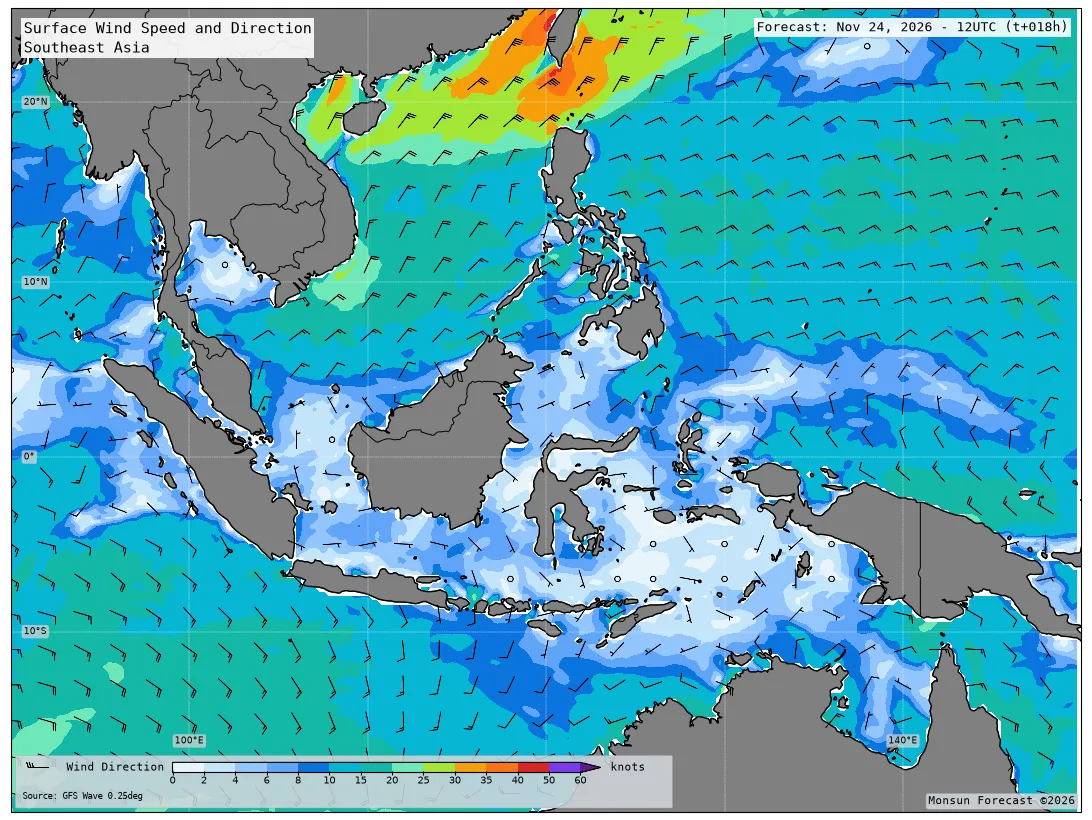 Surface Wind Speed and Direction
Southeast Asia
Forecast: Nov 24, 2026 - 12UTC (t+018h)
20°N
10°N
0°
10°S
100°E
140°E
Wind Direction
knots
0 2 4 6 8 10 15 20 25 30 35 40 50 60
Source: GFS Wave 0.25deg
Monsun Forecast ©2026